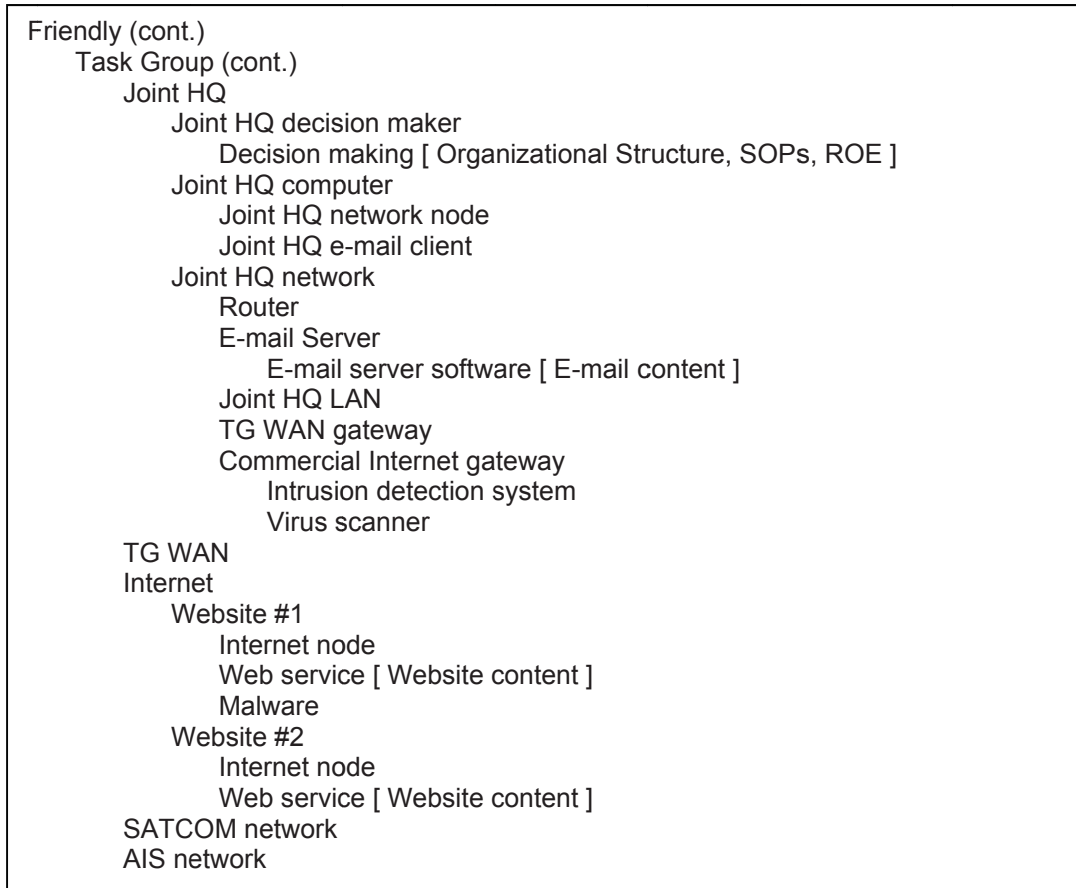 Friendly (cont.)
Task Group (cont.)
Joint HQ
Joint HQ decision maker
Decision making [ Organizational Structure, SOPs, ROE ]
Joint HQ computer
Joint HQ network node
Joint HQ e-mail client
Joint HQ network
Router
E-mail Server
E-mail server software [ E-mail content ]
Joint HQ LAN
TG WAN gateway
Commercial Internet gateway
Intrusion detection system
Virus scanner
TG WAN
Internet
Website #1
Internet node
Web service [ Website content ]
Malware
Website #2
Internet node
Web service [ Website content ]
SATCOM network
AIS network